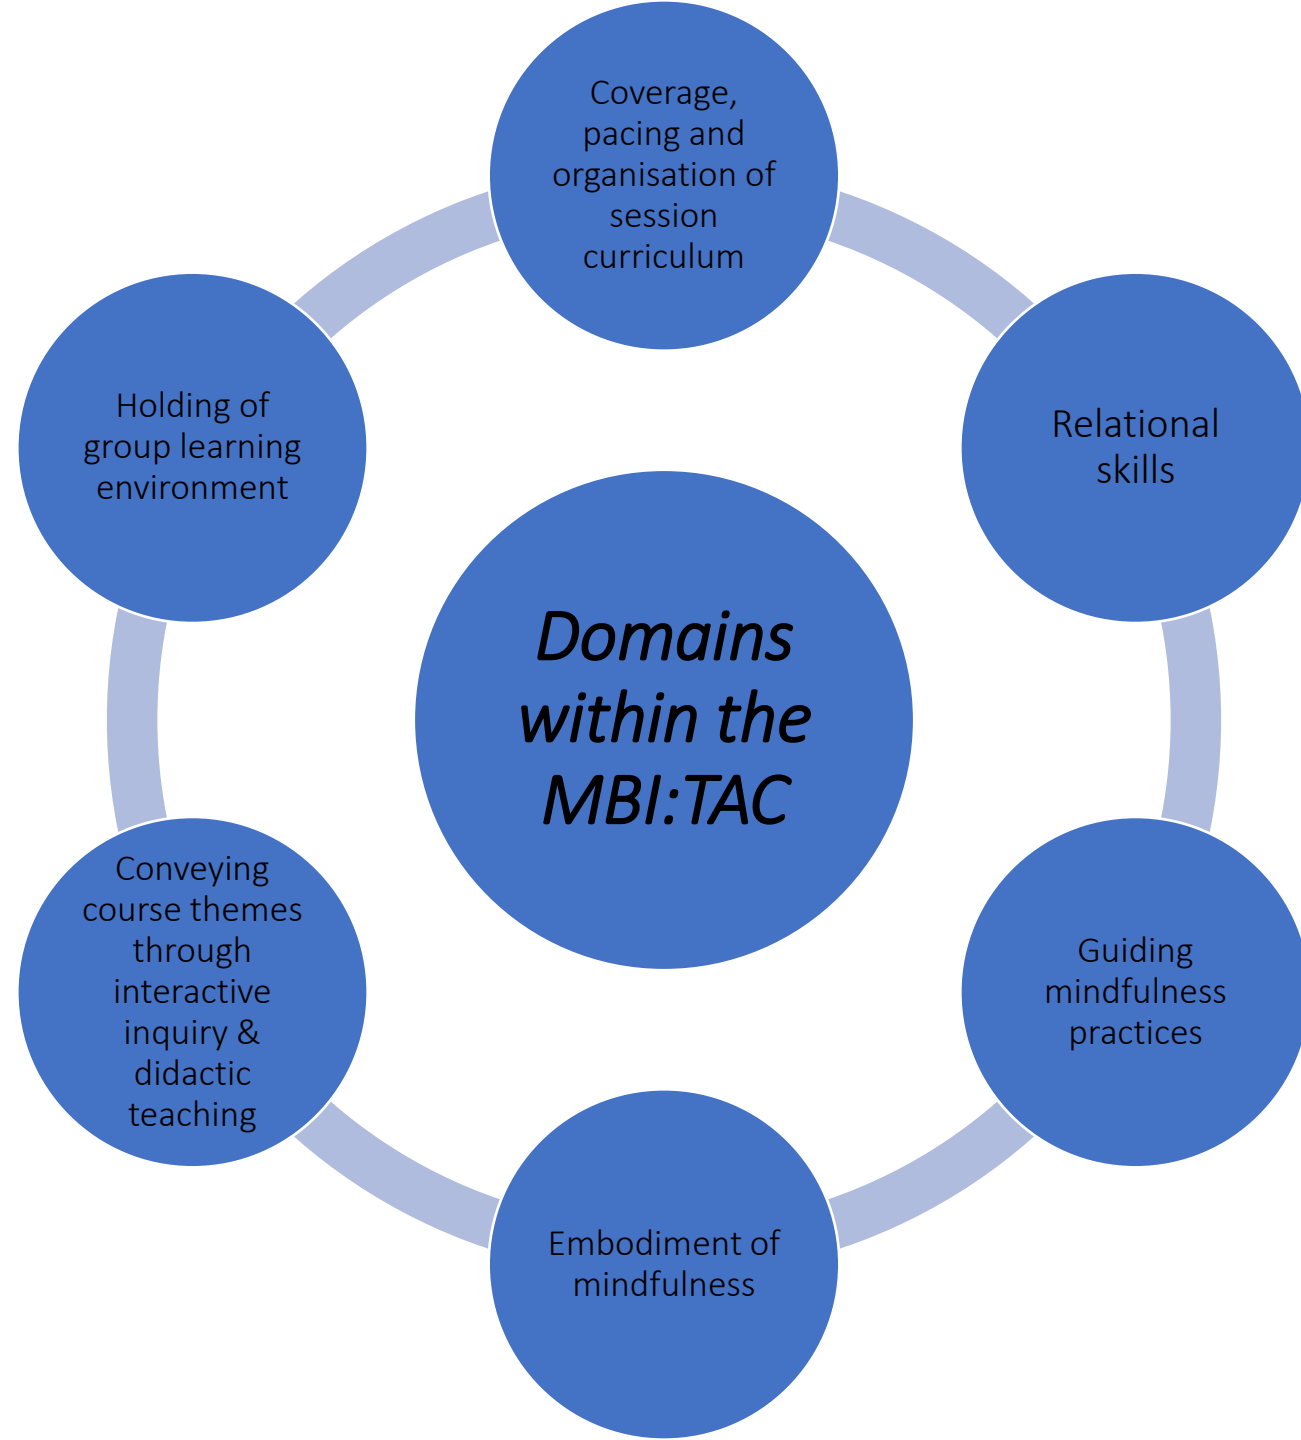 Coverage,
pacing and
organisation of
session
curriculum
Relational
skills
Guiding
mindfulness
practices
Embodiment of
mindfulness
Conveying
course themes
through
interactive
inquiry &
didactic
teaching
Holding of
group learning
environment
Domains
within the
MBI:TAC